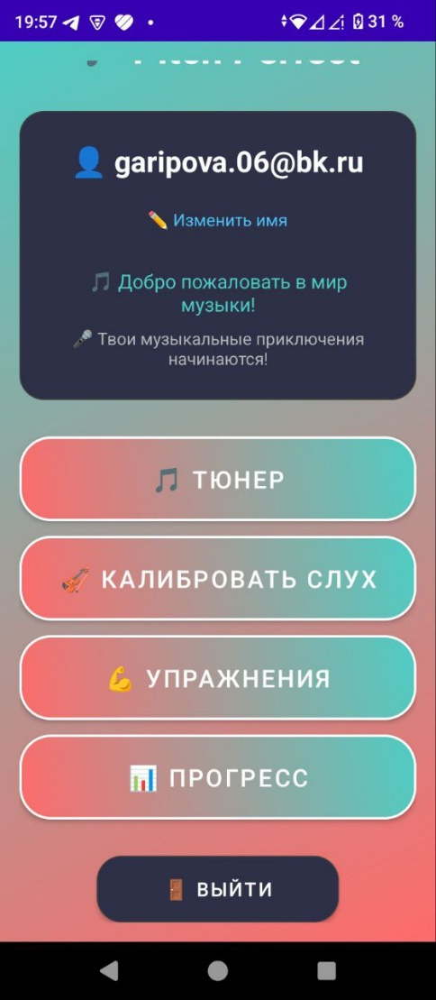 19:57
31 %
garipova.06@bk.ru
Изменить имя
Добро пожаловать в мир
музыки!
Твои музыкальные приключения
начинаются!
ТЮНЕР
КАЛИБРОВАТЬ СЛУХ
УПРАЖНЕНИЯ
ПРОГРЕСС
ВЫЙТИ